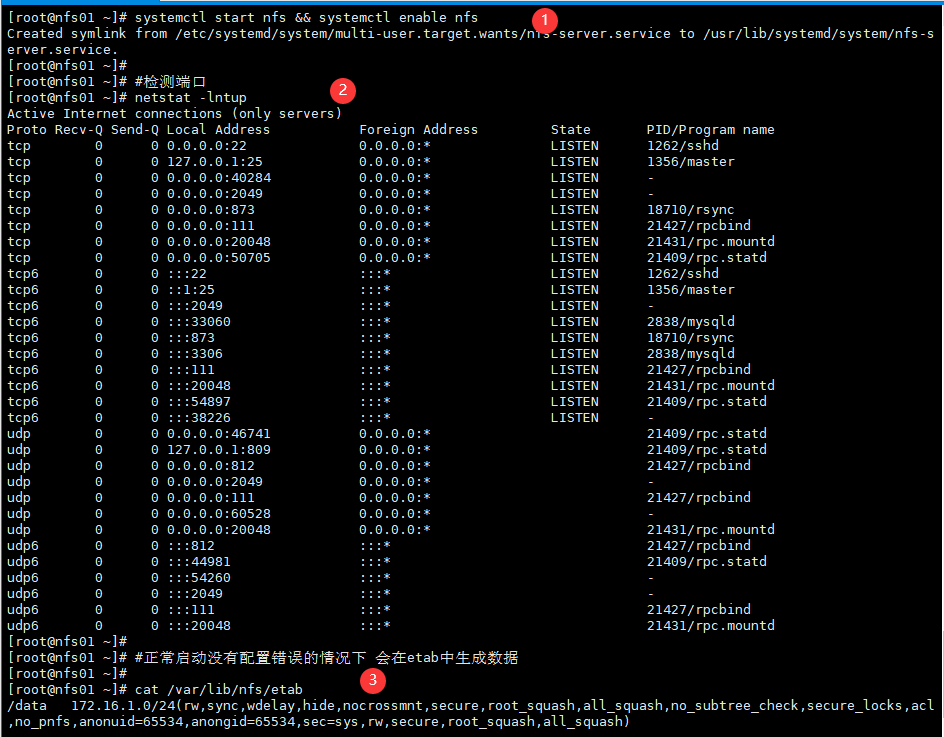 [root@nfs01 ~]# systemctl start nfs && systemctl enable nfs
1
Created symlink from /etc/systemd/system/multi-user.target.wants/nfs-server.service to /usr/lib/systemd/system/nfs-s
erver.service.
[root@nfs01 ~]#
[root@nfs01 ~]# #检测端口
2
[root@nfs01 ~]# netstat -lntup
Active Internet connections (only servers)
Proto Recv-Q Send-Q Local Address           Foreign Address         State       PID/Program name
tcp        0      0 0.0.0.0:22              0.0.0.0:*               LISTEN      1262/sshd
tcp        0      0 127.0.0.1:25            0.0.0.0:*               LISTEN      1356/master
tcp        0      0 0.0.0.0:40284           0.0.0.0:*               LISTEN      -
tcp        0      0 0.0.0.0:2049            0.0.0.0:*               LISTEN      -
tcp        0      0 0.0.0.0:873             0.0.0.0:*               LISTEN      18710/rsync
tcp        0      0 0.0.0.0:111             0.0.0.0:*               LISTEN      21427/rpcbind
tcp        0      0 0.0.0.0:20048           0.0.0.0:*               LISTEN      21431/rpc.mountd
tcp        0      0 0.0.0.0:50705           0.0.0.0:*               LISTEN      21409/rpc.statd
tcp6       0      0 :::22                   :::*                    LISTEN      1262/sshd
tcp6       0      0 ::1:25                  :::*                    LISTEN      1356/master
tcp6       0      0 :::2049                 :::*                    LISTEN      -
tcp6       0      0 :::33060                :::*                    LISTEN      2838/mysqld
tcp6       0      0 :::873                  :::*                    LISTEN      18710/rsync
tcp6       0      0 :::3306                 :::*                    LISTEN      2838/mysqld
tcp6       0      0 :::111                  :::*                    LISTEN      21427/rpcbind
tcp6       0      0 :::20048                :::*                    LISTEN      21431/rpc.mountd
tcp6       0      0 :::54897                :::*                    LISTEN      21409/rpc.statd
tcp6       0      0 :::38226                :::*                    LISTEN      -
udp        0      0 0.0.0.0:46741           0.0.0.0:*                           21409/rpc.statd
udp        0      0 127.0.0.1:809           0.0.0.0:*                           21409/rpc.statd
udp        0      0 0.0.0.0:812             0.0.0.0:*                           21427/rpcbind
udp        0      0 0.0.0.0:2049            0.0.0.0:*                           -
udp        0      0 0.0.0.0:111             0.0.0.0:*                           21427/rpcbind
udp        0      0 0.0.0.0:60528           0.0.0.0:*                           -
udp        0      0 0.0.0.0:20048           0.0.0.0:*                           21431/rpc.mountd
udp6       0      0 :::812                  :::*                                21427/rpcbind
udp6       0      0 :::44981                :::*                                21409/rpc.statd
udp6       0      0 :::54260                :::*                                -
udp6       0      0 :::2049                 :::*                                -
udp6       0      0 :::111                  :::*                                21427/rpcbind
udp6       0      0 :::20048                :::*                                21431/rpc.mountd
[root@nfs01 ~]#
[root@nfs01 ~]# #正常启动没有配置错误的情况下 会在etab中生成数据
[root@nfs01 ~]#
3
[root@nfs01 ~]# cat /var/lib/nfs/etab
/data   172.16.1.0/24(rw,sync,wdelay,hide,nocrossmnt,secure,root_squash,all_squash,no_subtree_check,secure_locks,acl
,no_pnfs,anonuid=65534,anongid=65534,sec=sys,rw,secure,root_squash,all_squash)